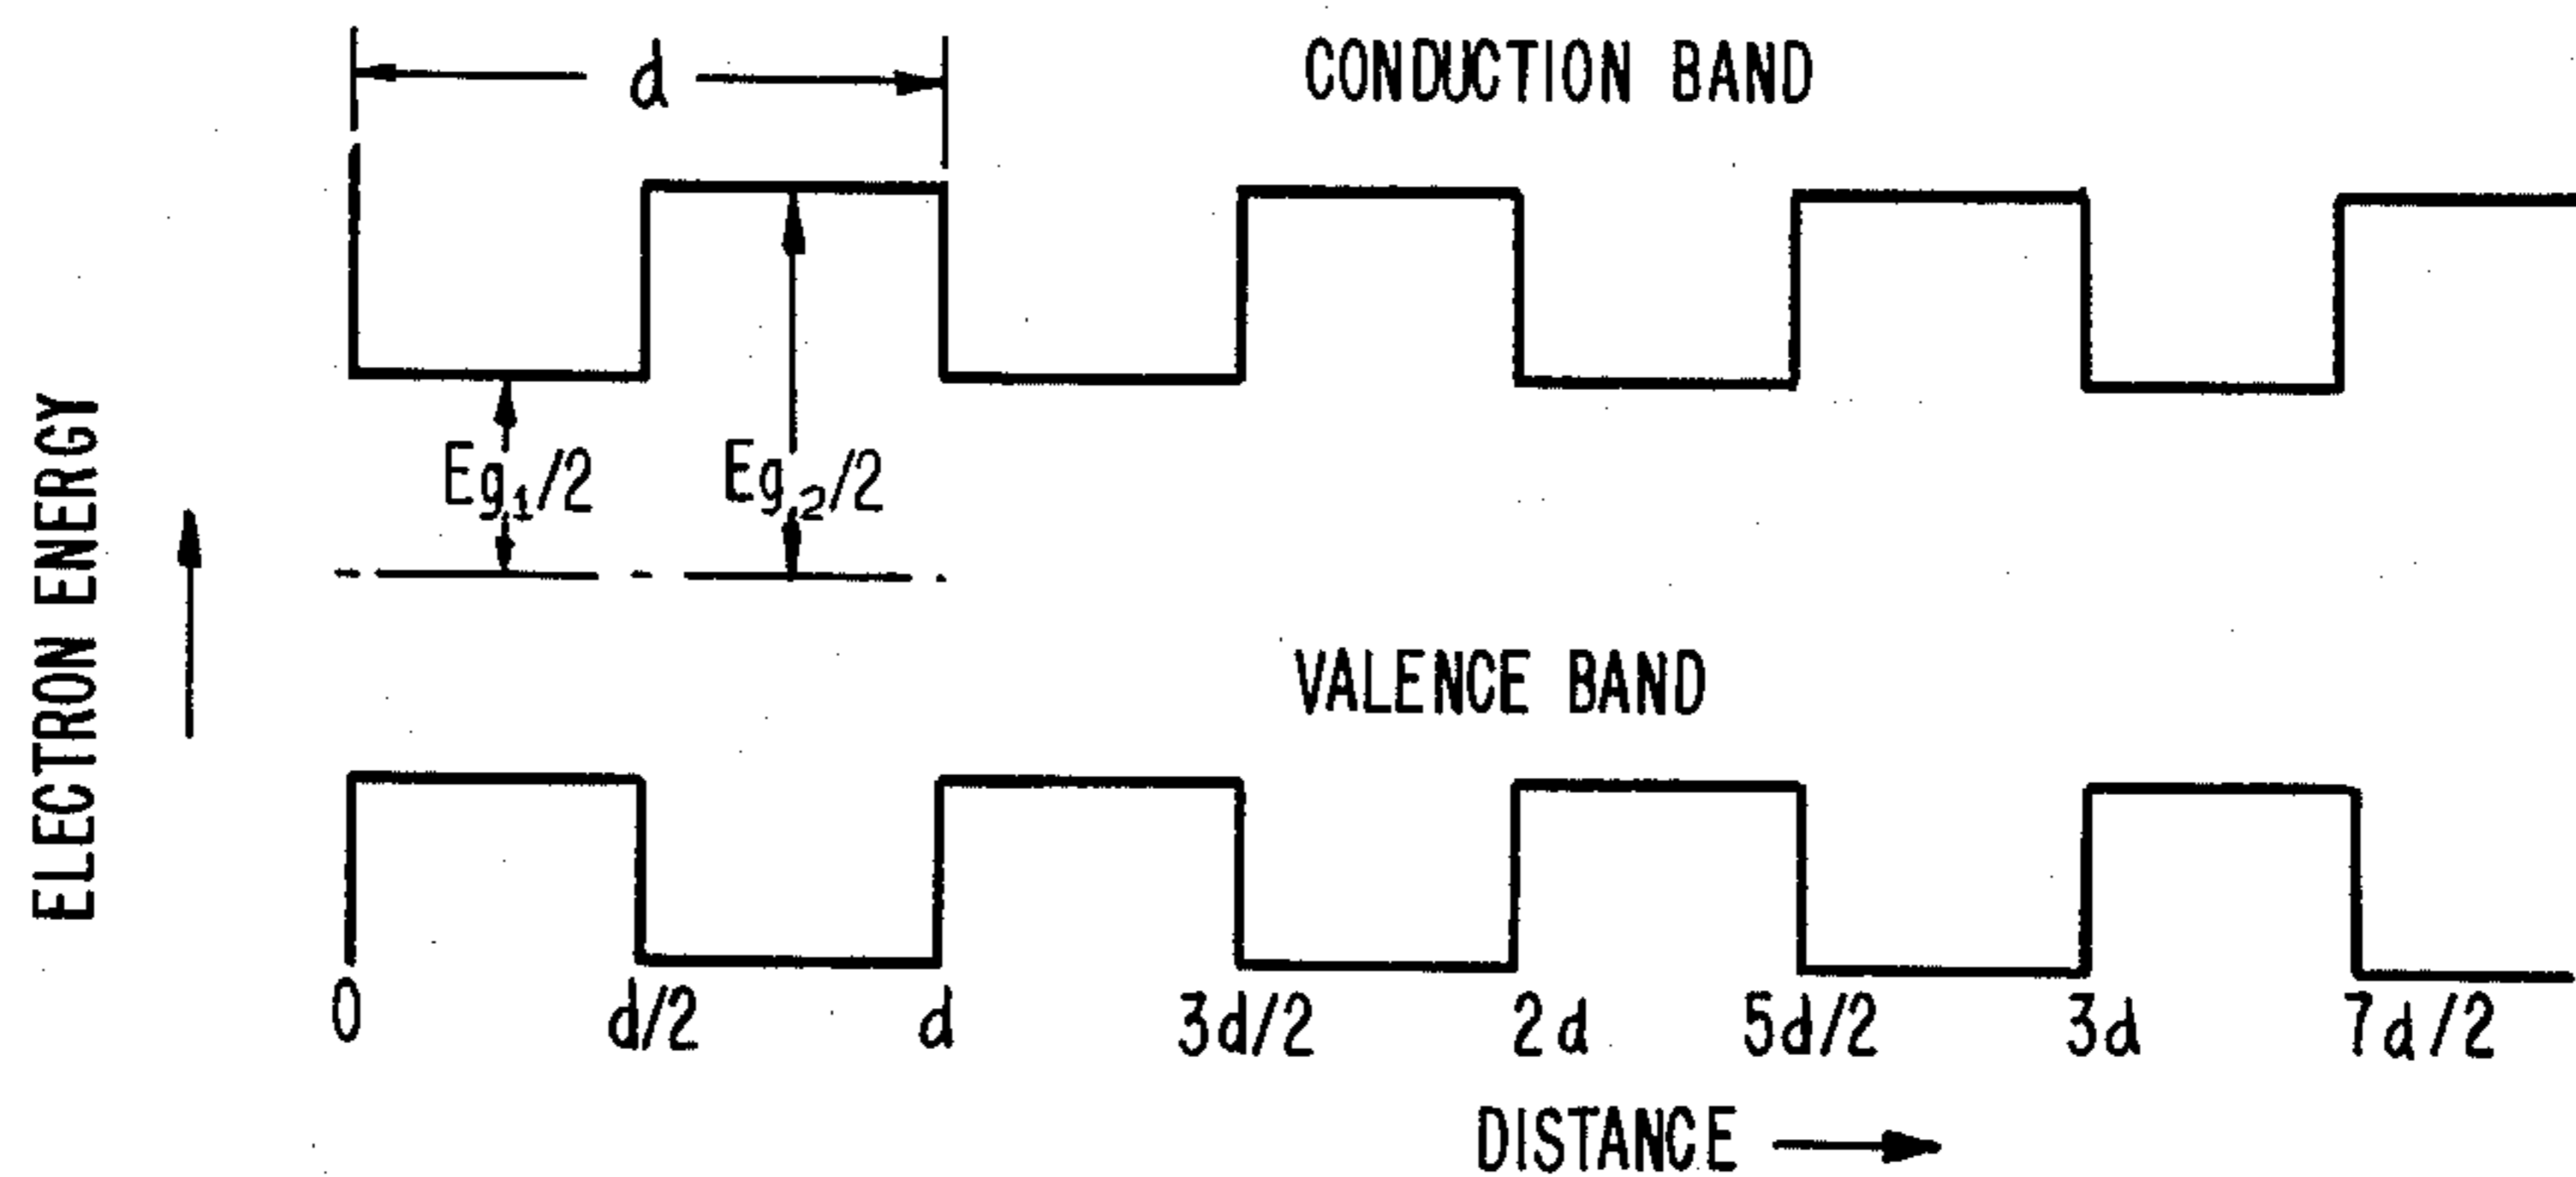 d
CONDUCTION BAND
Eg₁/2
Eg₂/2
ELECTRON ENERGY
VALENCE BAND
0 d/2 d 3d/2 2d 5d/2 3d 7d/2
DISTANCE